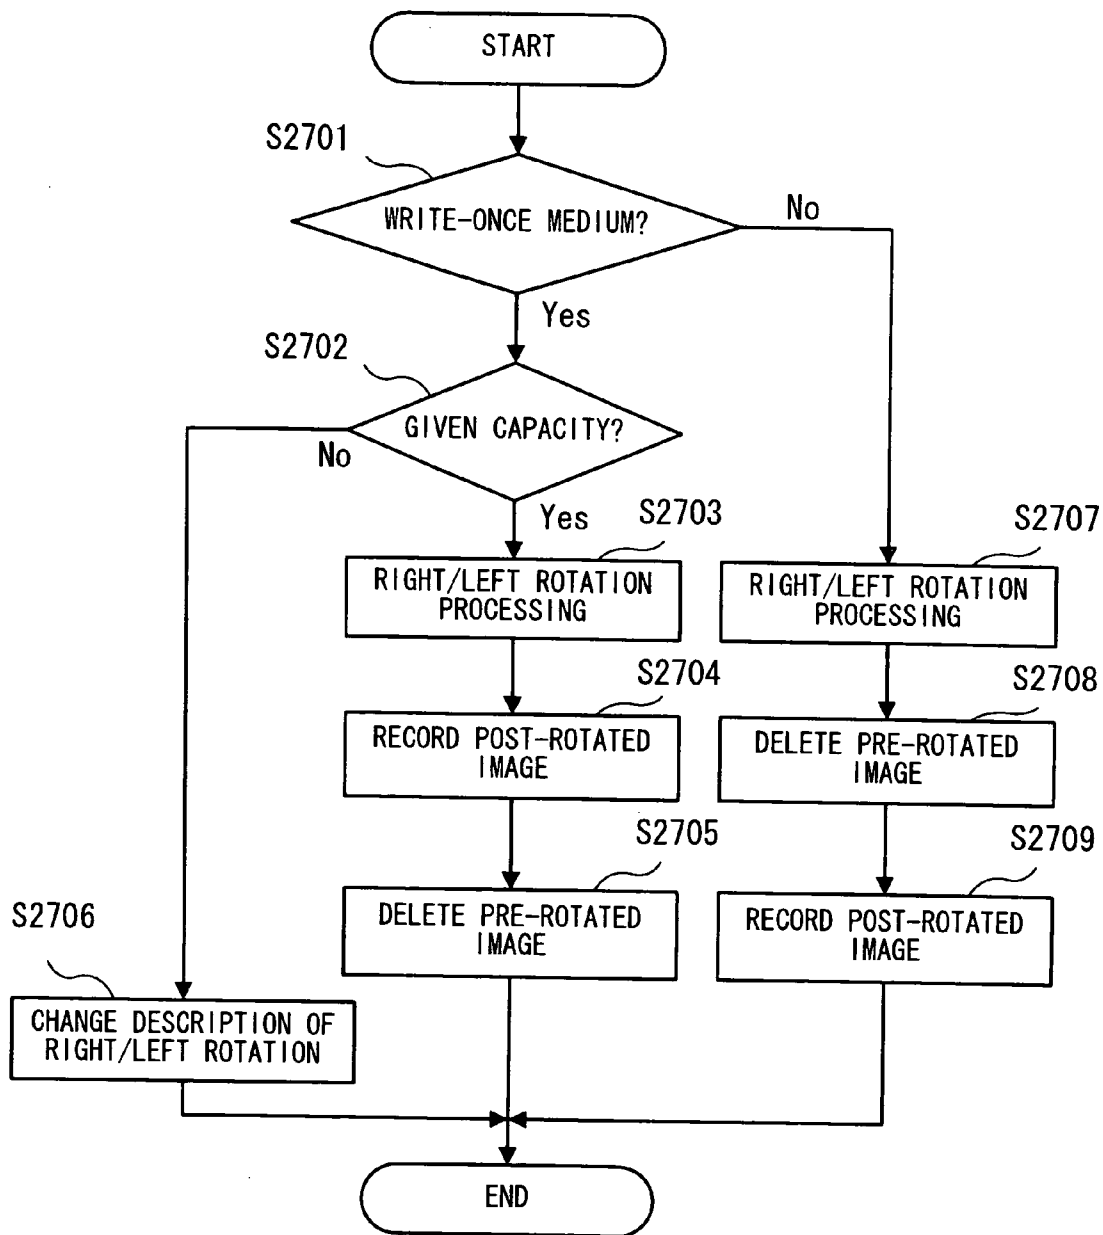 START
S2701
WRITE-ONCE MEDIUM?
No
Yes
S2702
GIVEN CAPACITY?
No
Yes
S2703
S2707
RIGHT/LEFT ROTATION
PROCESSING
RIGHT/LEFT ROTATION
PROCESSING
S2704
S2708
RECORD POST-ROTATED
IMAGE
DELETE PRE-ROTATED
IMAGE
S2705
S2709
DELETE PRE-ROTATED
IMAGE
RECORD POST-ROTATED
IMAGE
S2706
CHANGE DESCRIPTION OF
RIGHT/LEFT ROTATION
END